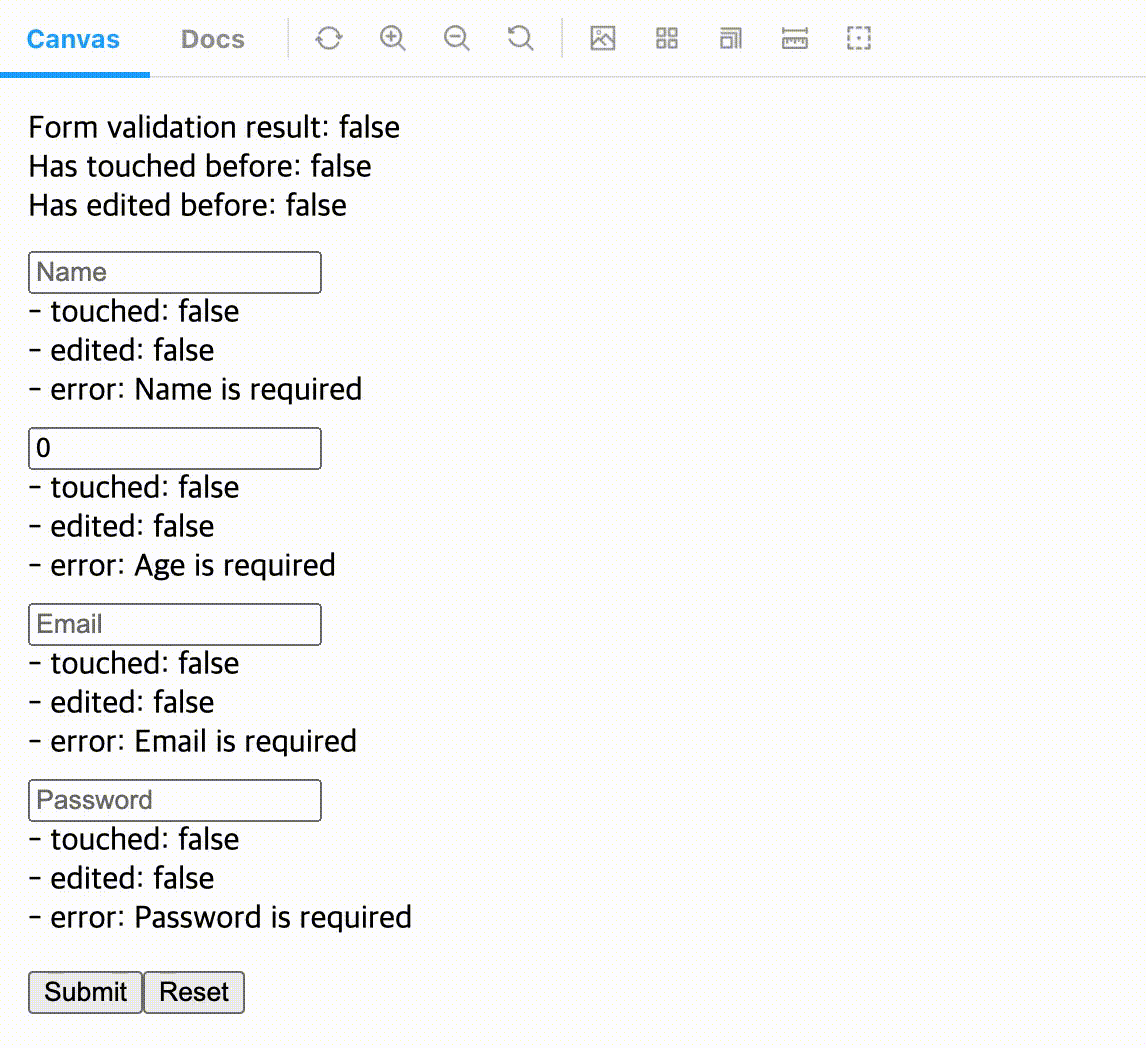 Canvas Docs
Form validation result: false
Has touched before: false
Has edited before: false
Name
- touched: false
- edited: false
- error: Name is required
0
- touched: false
- edited: false
- error: Age is required
Email
- touched: false
- edited: false
- error: Email is required
Password
- touched: false
- edited: false
- error: Password is required
Submit Reset